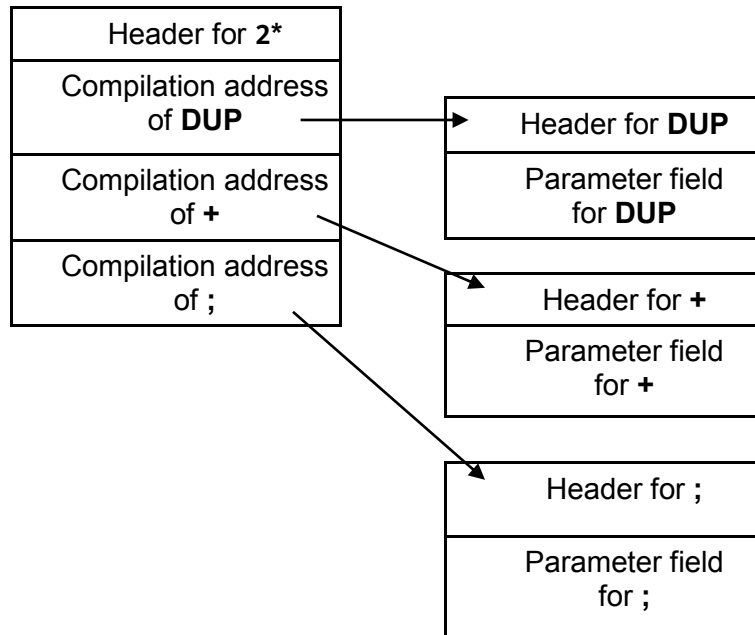 Header for 2*
Compilation address
of DUP
Compilation address
of +
Compilation address
of ;
Header for DUP
Parameter field
for DUP
Header for +
Parameter field
for +
Header for ;
Parameter field
for ;